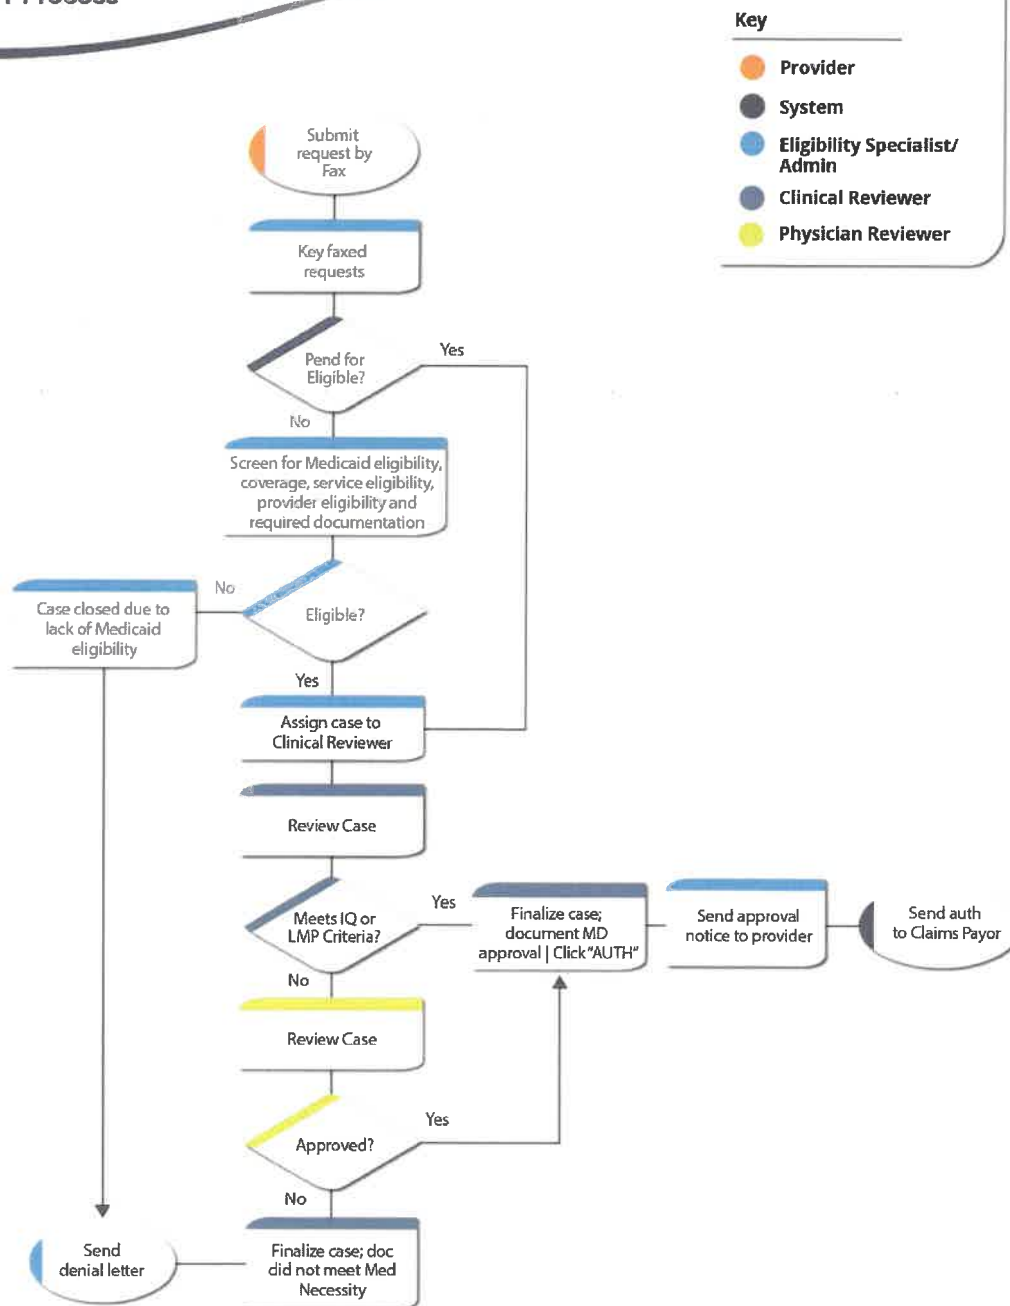 Key
Provider
System
Eligibility Specialist/
Admin
Clinical Reviewer
Physician Reviewer
Submit
request by
Fax
Key faxed
requests
Pend for
Eligible?
Yes
No
Screen for Medicaid eligibility,
coverage, service eligibility,
provider eligibility and
required documentation
No
Eligible?
Case closed due to
lack of Medicaid
eligibility
Yes
Assign case to
Clinical Reviewer
Review Case
Meets IQ or
LMP Criteria?
Yes
Finalize case;
document MD
approval | Click "AUTH"
Send approval
notice to provider
Send auth
to Claims Payor
No
Review Case
Approved?
Yes
No
Send
denial letter
Finalize case; doc
did not meet Med
Necessity